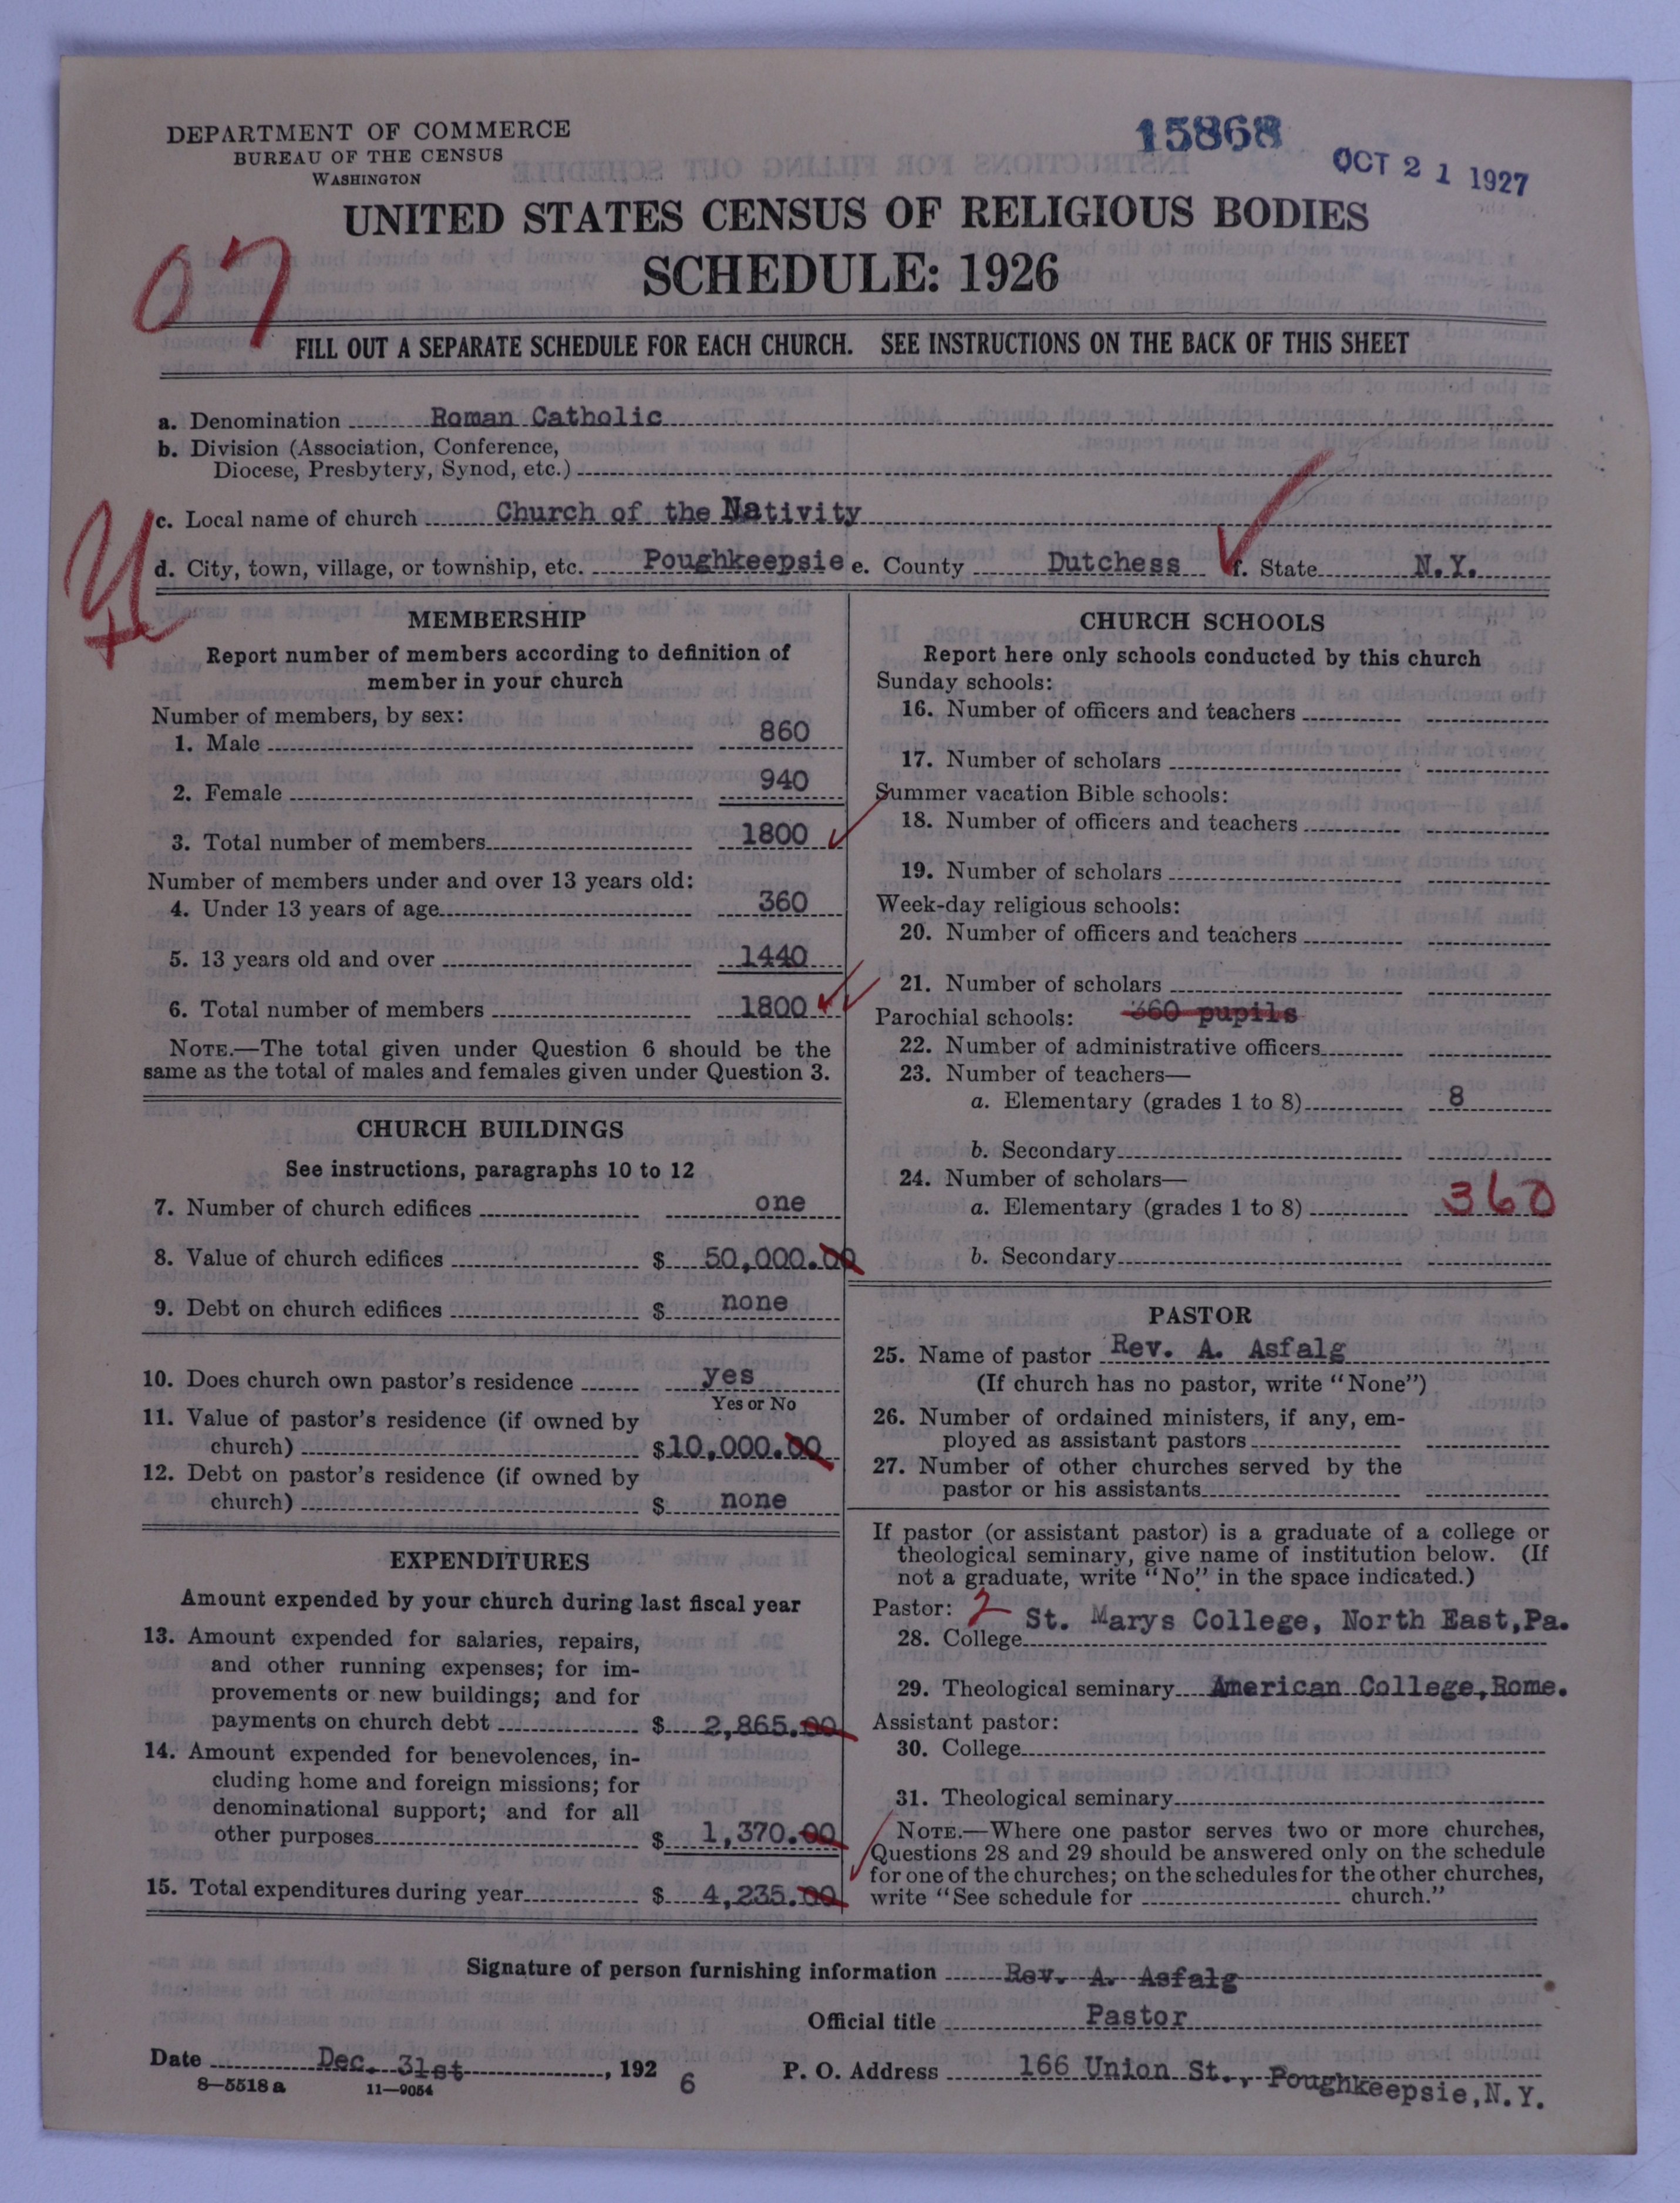 DEPARTMENT OF COMMERCE
BUREAU OF THE CENSUS
WASHINGTON
15868
OCT 21 1927
UNITED STATES CENSUS OF RELIGIOUS BODIES
SCHEDULE: 1926
07
FILL OUT A SEPARATE SCHEDULE FOR EACH CHURCH. SEE INSTRUCTIONS ON THE BACK OF THIS SHEET
a. Denomination Roman Catholic
b. Division (Association, Conference,
Diocese, Presbytery, Synod, etc.)
c. Local name of church Church of the Nativity
d. City, town, village, or township, etc. Poughkeepsie e. County Dutchess f. State N.Y.
MEMBERSHIP
Report number of members according to definition of
member in your church
Number of members, by sex:
1. Male 860
2. Female 940
3. Total number of members 1800
Number of members under and over 13 years old:
4. Under 13 years of age 360
5. 13 years old and over 1440
6. Total number of members 1800
NOTE.—The total given under Question 6 should be the
same as the total of males and females given under Question 3.
CHURCH BUILDINGS
See instructions, paragraphs 10 to 12
7. Number of church edifices one
8. Value of church edifices $ 50,000.00
9. Debt on church edifices $ none
10. Does church own pastor's residence yes
Yes or No
11. Value of pastor's residence (if owned by
church) $10,000.00
12. Debt on pastor's residence (if owned by
church) $ none
EXPENDITURES
Amount expended by your church during last fiscal year
13. Amount expended for salaries, repairs,
and other running expenses; for im-
provements or new buildings; and for
payments on church debt $ 2,865.00
14. Amount expended for benevolences, in-
cluding home and foreign missions; for
denominational support; and for all
other purposes $ 1,370.00
15. Total expenditures during year $ 4,235.00
CHURCH SCHOOLS
Report here only schools conducted by this church
Sunday schools:
16. Number of officers and teachers
17. Number of scholars
Summer vacation Bible schools:
18. Number of officers and teachers
19. Number of scholars
Week-day religious schools:
20. Number of officers and teachers
21. Number of scholars
Parochial schools: 360 pupils
22. Number of administrative officers
23. Number of teachers—
a. Elementary (grades 1 to 8) 8
b. Secondary
24. Number of scholars—
a. Elementary (grades 1 to 8) 360
b. Secondary
PASTOR
25. Name of pastor Rev. A. Asfalg
(If church has no pastor, write "None")
26. Number of ordained ministers, if any, em-
ployed as assistant pastors
27. Number of other churches served by the
pastor or his assistants
If pastor (or assistant pastor) is a graduate of a college or
theological seminary, give name of institution below. (If
not a graduate, write "No" in the space indicated.)
Pastor: 2
28. College St. Marys College, North East,Pa.
29. Theological seminary American College,Rome.
Assistant pastor:
30. College
31. Theological seminary
NOTE.—Where one pastor serves two or more churches,
Questions 28 and 29 should be answered only on the schedule
for one of the churches; on the schedules for the other churches,
write "See schedule for church."
Signature of person furnishing information Rev. A. Asfalg
Official title Pastor
Date Dec. 31st, 1926 P. O. Address 166 Union St., Poughkeepsie,N.Y.
8—5518 a 11—9054